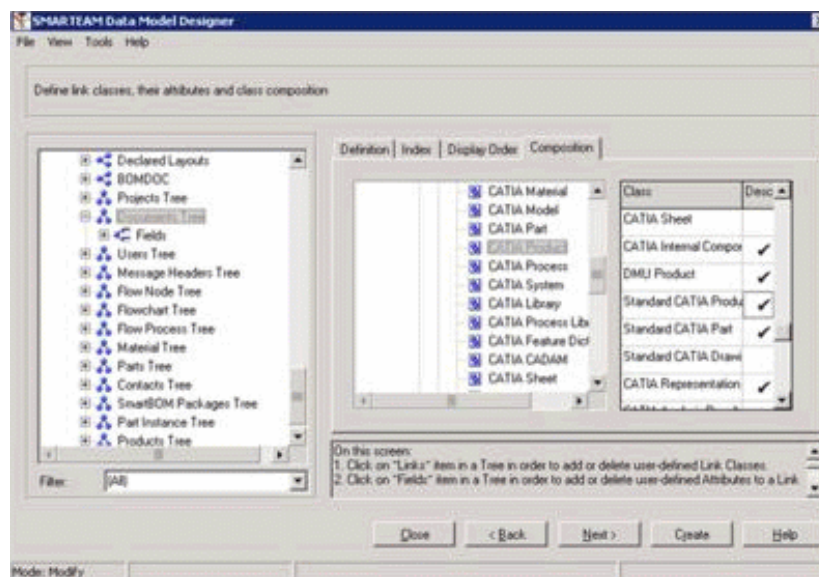 SMARTEAM Data Model Designer
File View Tools Help
Define link classes, their attributes and class composition
Declared Layouts
BOMDOC
Projects Tree
Documents Tree
Fields
Users Tree
Message Headers Tree
Flow Node Tree
Flowchart Tree
Flow Process Tree
Material Tree
Parts Tree
Contacts Tree
SmartBOM Packages Tree
Part Instance Tree
Products Tree
Filter: (All)
Definition Index Display Order Composition
CATIA Material
CATIA Model
CATIA Part
CATIA Product
CATIA Process
CATIA System
CATIA Library
CATIA Process Libr
CATIA Feature Dict
CATIA CADAM
CATIA Sheet
Class Desc
CATIA Sheet
CATIA Internal Compor
DMU Product
Standard CATIA Produ
Standard CATIA Part
Standard CATIA Drawi
CATIA Representation
On this screen:
1. Click on "Links" item in a Tree in order to add or delete user-defined Link Classes.
2. Click on "Fields" item in a Tree in order to add or delete user-defined Attributes to a Link
Close < Back Next > Create Help
Mode: Modify